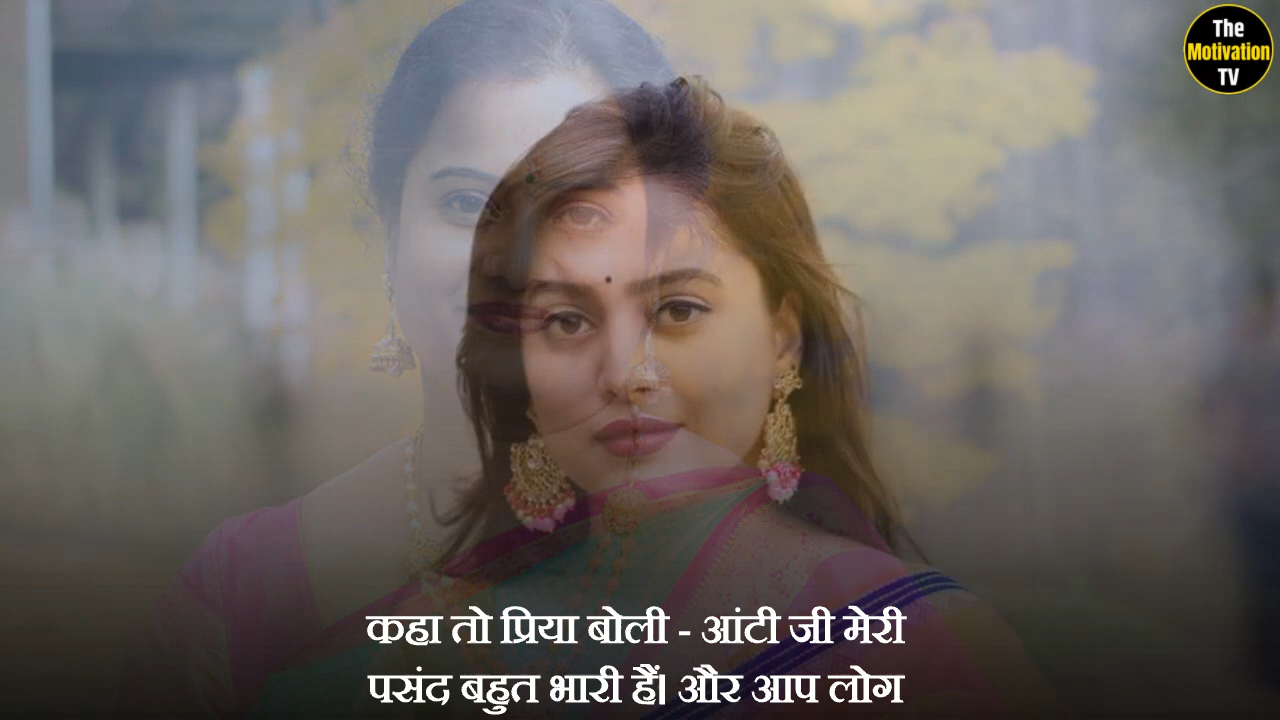 The
Motivation
TV
कहा तो प्रिया बोली - आंटी जी मेरी
पसंद बहुत भारी हैं। और आप लोग